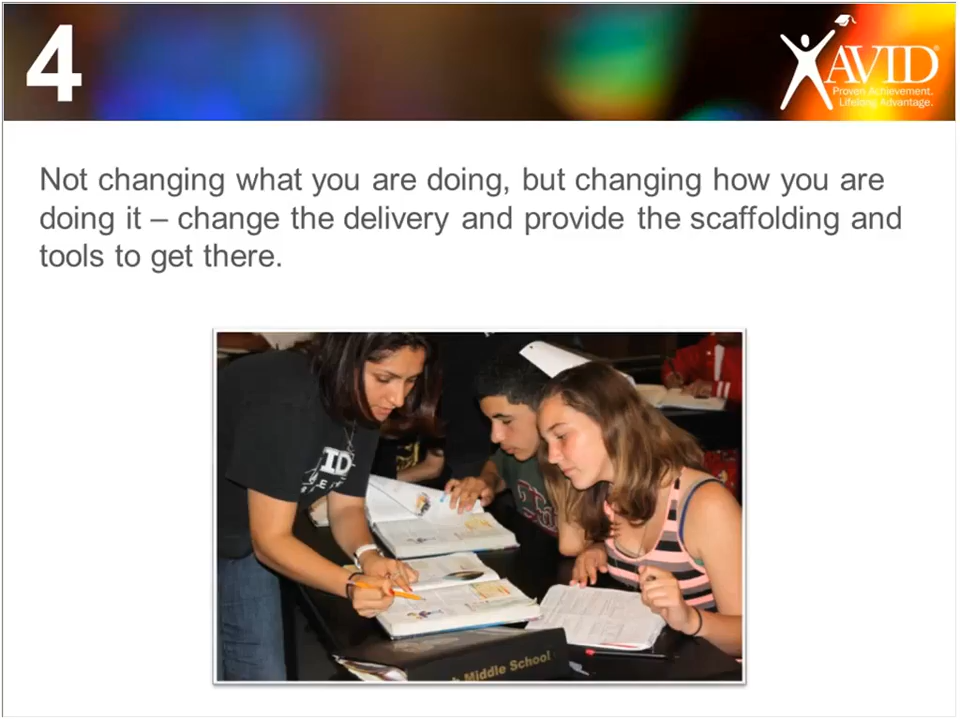 4
AVID®
Proven Achievement.
Lifelong Advantage.
Not changing what you are doing, but changing how you are
doing it – change the delivery and provide the scaffolding and
tools to get there.
ID
Middle School